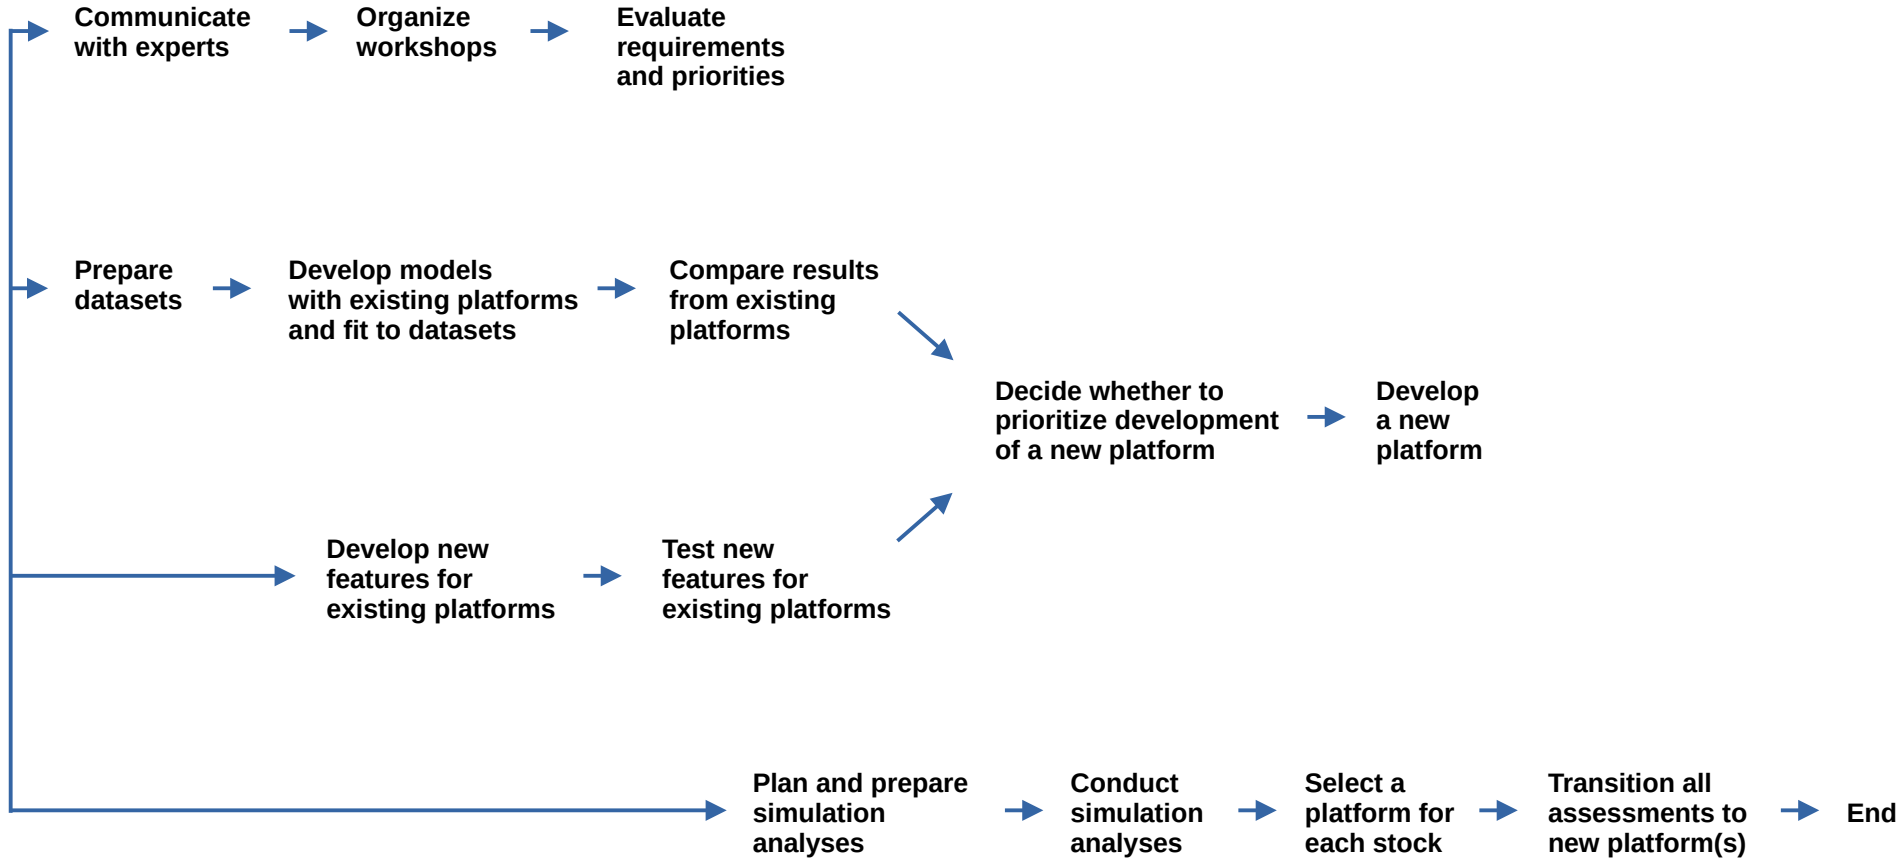 Communicate
with experts
Organize
workshops
Evaluate
requirements
and priorities
Prepare
datasets
Develop models
with existing platforms
and fit to datasets
Compare results
from existing
platforms
Decide whether to
prioritize development
of a new platform
Develop
a new
platform
Develop new
features for
existing platforms
Test new
features for
existing platforms
Plan and prepare
simulation
analyses
Conduct
simulation
analyses
Select a
platform for
each stock
Transition all
assessments to
new platform(s)
End